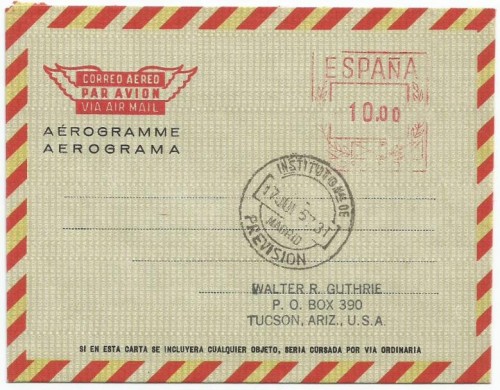 CORREO AEREO
PAR AVION
VIA AIR MAIL
ESPAÑA
10.00
AÉROGRAMME
AEROGRAMA
INSTITUTO DE
PREVISION
MADRID
WALTER R. GUTHRIE
P. O. BOX 390
TUCSON, ARIZ., U.S.A.
SI EN ESTA CARTA SE INCLUYERA CUALQUIER OBJETO, SERIA CURSADA POR VIA ORDINARIA